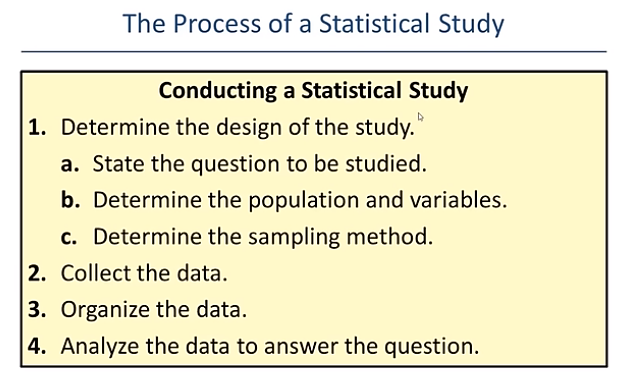 The Process of a Statistical Study
Conducting a Statistical Study
1. Determine the design of the study.
a. State the question to be studied.
b. Determine the population and variables.
c. Determine the sampling method.
2. Collect the data.
3. Organize the data.
4. Analyze the data to answer the question.